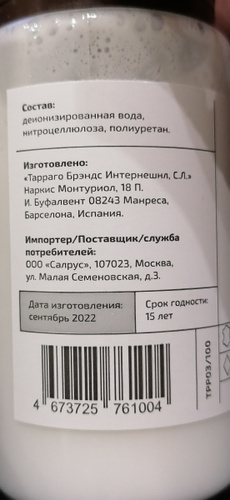 Состав:
деионизированная вода,
нитроцеллюлоза, полиуретан.
Изготовлено:
«Тарраго Брэндс Интернешнл, С.Л.»
Наркис Монтуриол, 18 П.
И. Буфалвент 08243 Манреса,
Барселона, Испания.
Импортер/Поставщик/служба
потребителей:
ООО «Салрус», 107023, Москва,
ул. Малая Семеновская, д.3.
Дата изготовления:
сентябрь 2022
Срок годности:
15 лет
4 673725 761004
TPP03/100